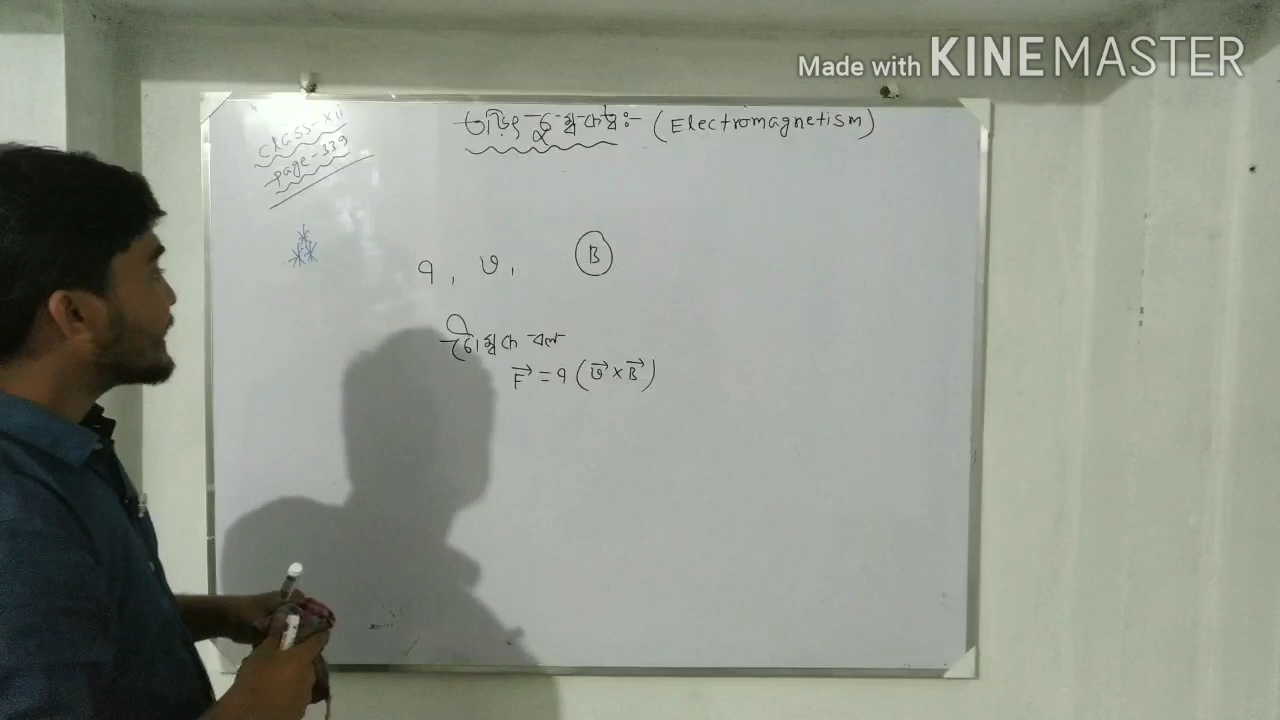 Made with KINEMASTER
Class-XII
page-339
তড়িৎ চুম্বকত্ব :- (Electromagnetism)
q, v, B
চৌম্বক বল
F⃗ = q (v⃗ × B⃗)